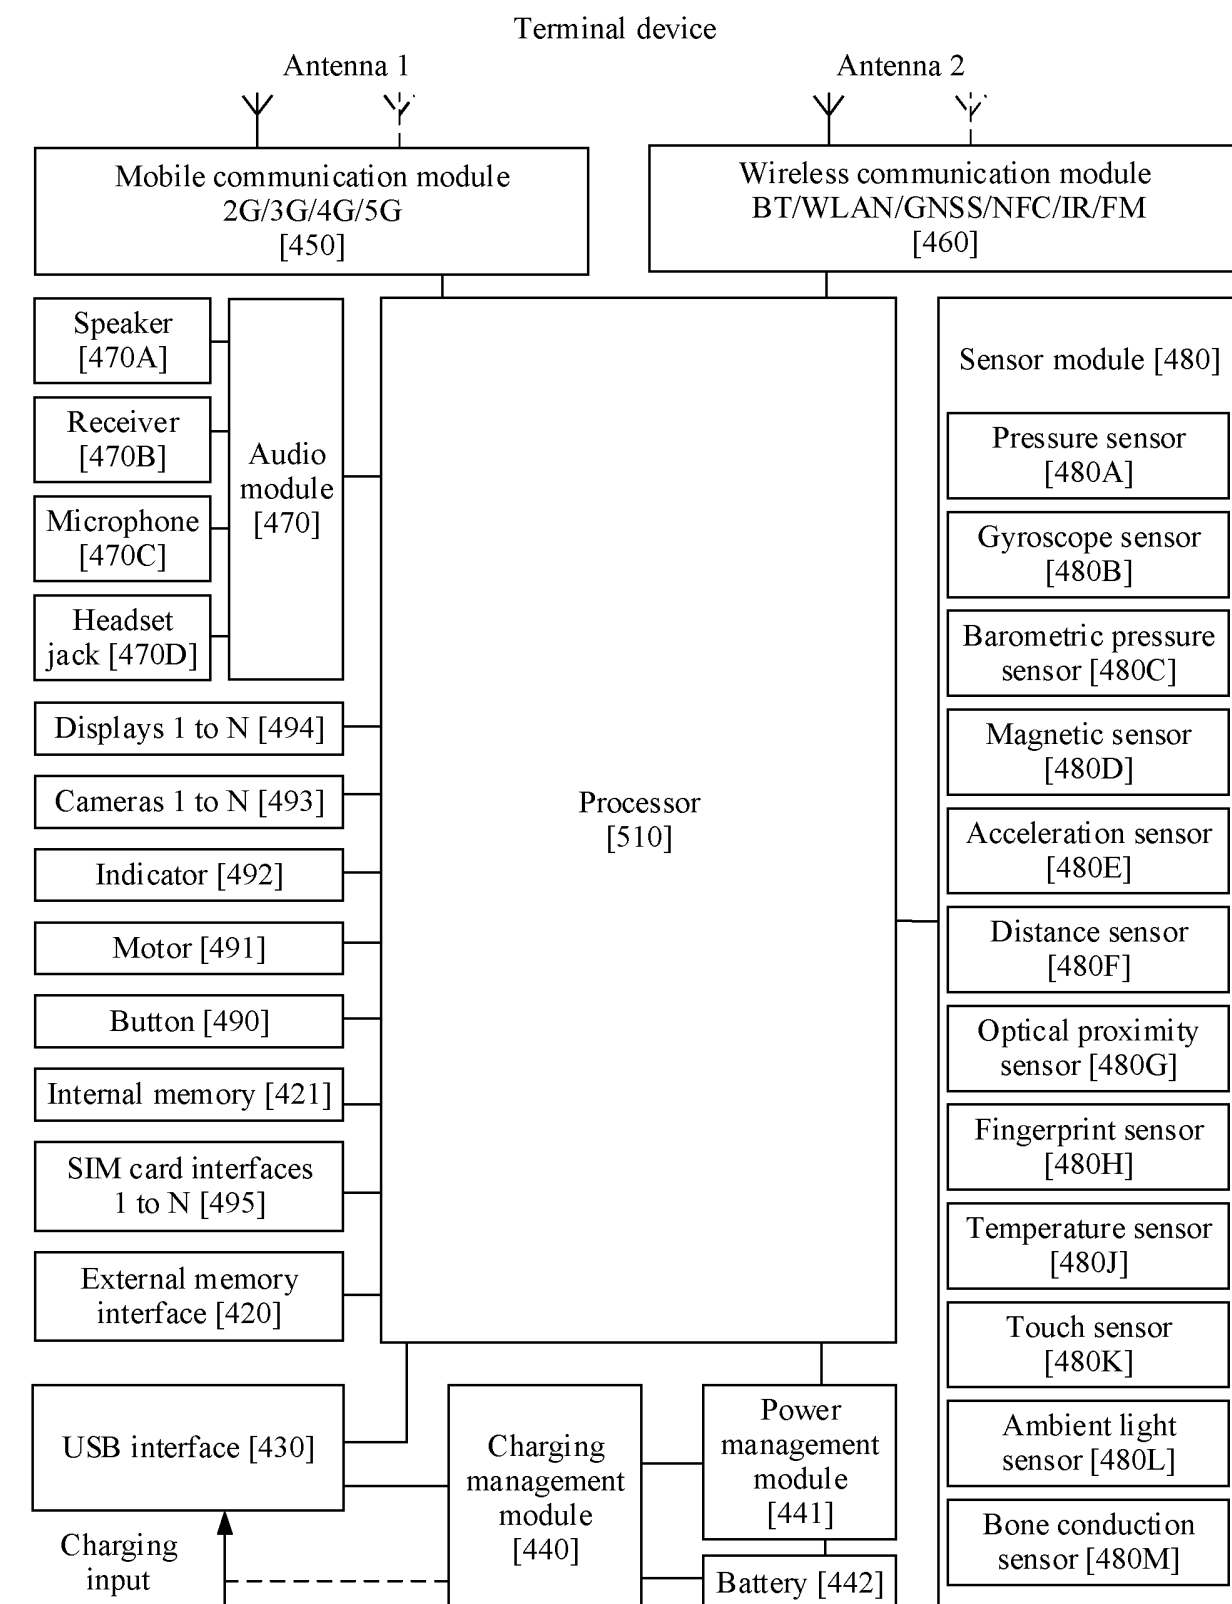 Terminal device
Antenna 1
Antenna 2
Mobile communication module
2G/3G/4G/5G
[450]
Wireless communication module
BT/WLAN/GNSS/NFC/IR/FM
[460]
Speaker
[470A]
Receiver
[470B]
Microphone
[470C]
Headset
jack [470D]
Audio
module
[470]
Displays 1 to N [494]
Cameras 1 to N [493]
Indicator [492]
Motor [491]
Button [490]
Internal memory [421]
SIM card interfaces
1 to N [495]
External memory
interface [420]
Processor
[510]
Sensor module [480]
Pressure sensor
[480A]
Gyroscope sensor
[480B]
Barometric pressure
sensor [480C]
Magnetic sensor
[480D]
Acceleration sensor
[480E]
Distance sensor
[480F]
Optical proximity
sensor [480G]
Fingerprint sensor
[480H]
Temperature sensor
[480J]
Touch sensor
[480K]
Ambient light
sensor [480L]
Bone conduction
sensor [480M]
USB interface [430]
Charging
input
Charging
management
module
[440]
Power
management
module
[441]
Battery [442]